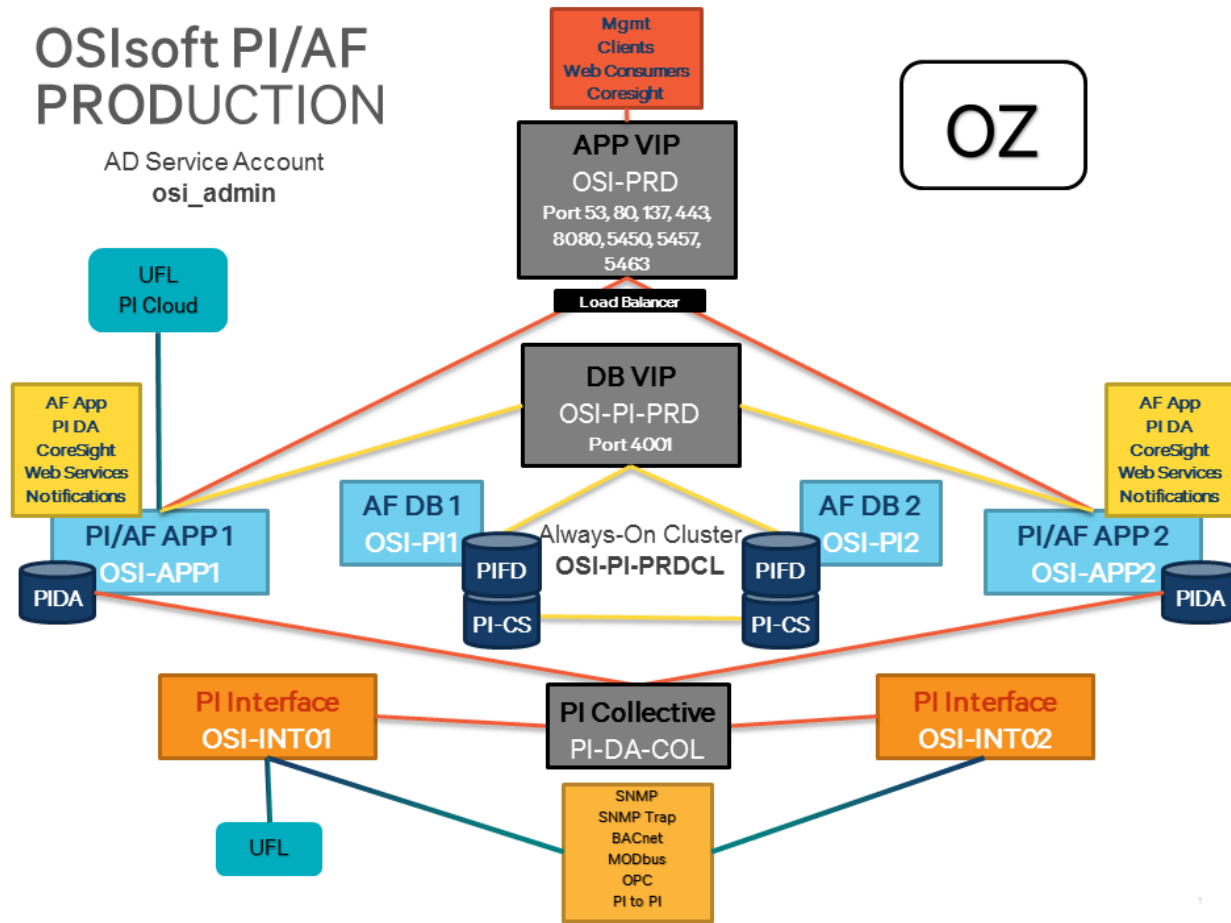 OSIsoft PI/AF
PRODUCTION
AD Service Account
osi_admin
Mgmt
Clients
Web Consumers
Coresight
OZ
APP VIP
OSI-PRD
Port 53, 80, 137, 443,
8080, 5450, 5457,
5463
Load Balancer
UFL
PI Cloud
DB VIP
OSI-PI-PRD
Port 4001
AF App
PI DA
CoreSight
Web Services
Notifications
AF App
PI DA
CoreSight
Web Services
Notifications
PI/AF APP 1
OSI-APP1
PIDA
AF DB 1
OSI-PI1
PIFD
PI-CS
Always-On Cluster
OSI-PI-PRDCL
AF DB 2
OSI-PI2
PIFD
PI-CS
PI/AF APP 2
OSI-APP2
PIDA
PI Interface
OSI-INT01
PI Collective
PI-DA-COL
PI Interface
OSI-INT02
UFL
SNMP
SNMP Trap
BACnet
MODbus
OPC
PI to PI
1